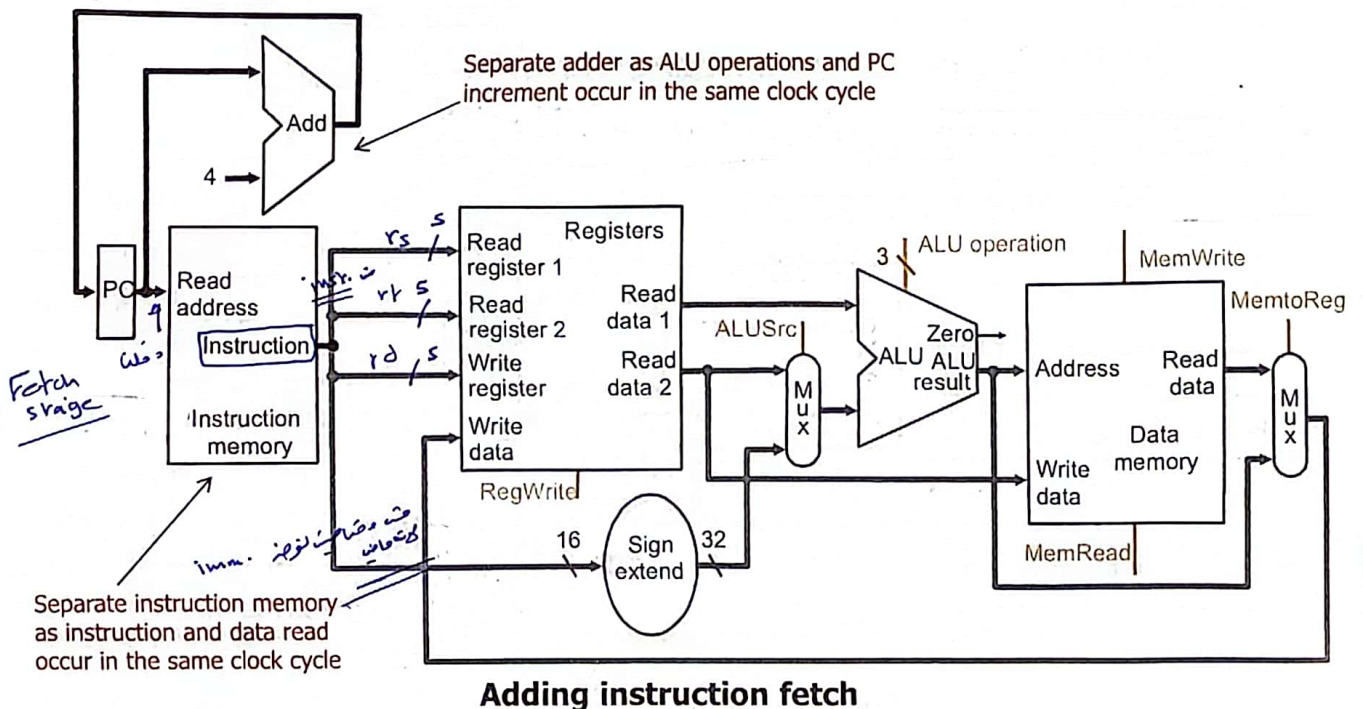 Separate adder as ALU operations and PC
increment occur in the same clock cycle
Add
4
PC
Read
address
Instruction
Instruction
memory
Fetch
staige
rs 5
rt 5
rd 5
Registers
Read
register 1
Read
register 2
Write
register
Write
data
Read
data 1
Read
data 2
RegWrite
imm.
16
Sign
extend
32
ALUSrc
Mux
3
ALU operation
Zero
ALU
ALU
result
MemWrite
Address
Read
data
Write
data
Data
memory
MemRead
MemtoReg
Mux
Separate instruction memory
as instruction and data read
occur in the same clock cycle
Adding instruction fetch